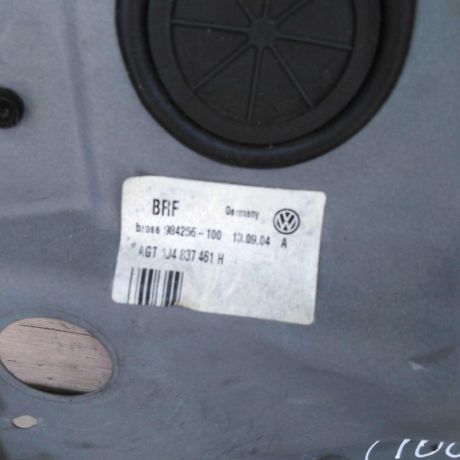 BRF Germany
brose 984256-100 13.09.04 A
AGT 1J4 837 461 H